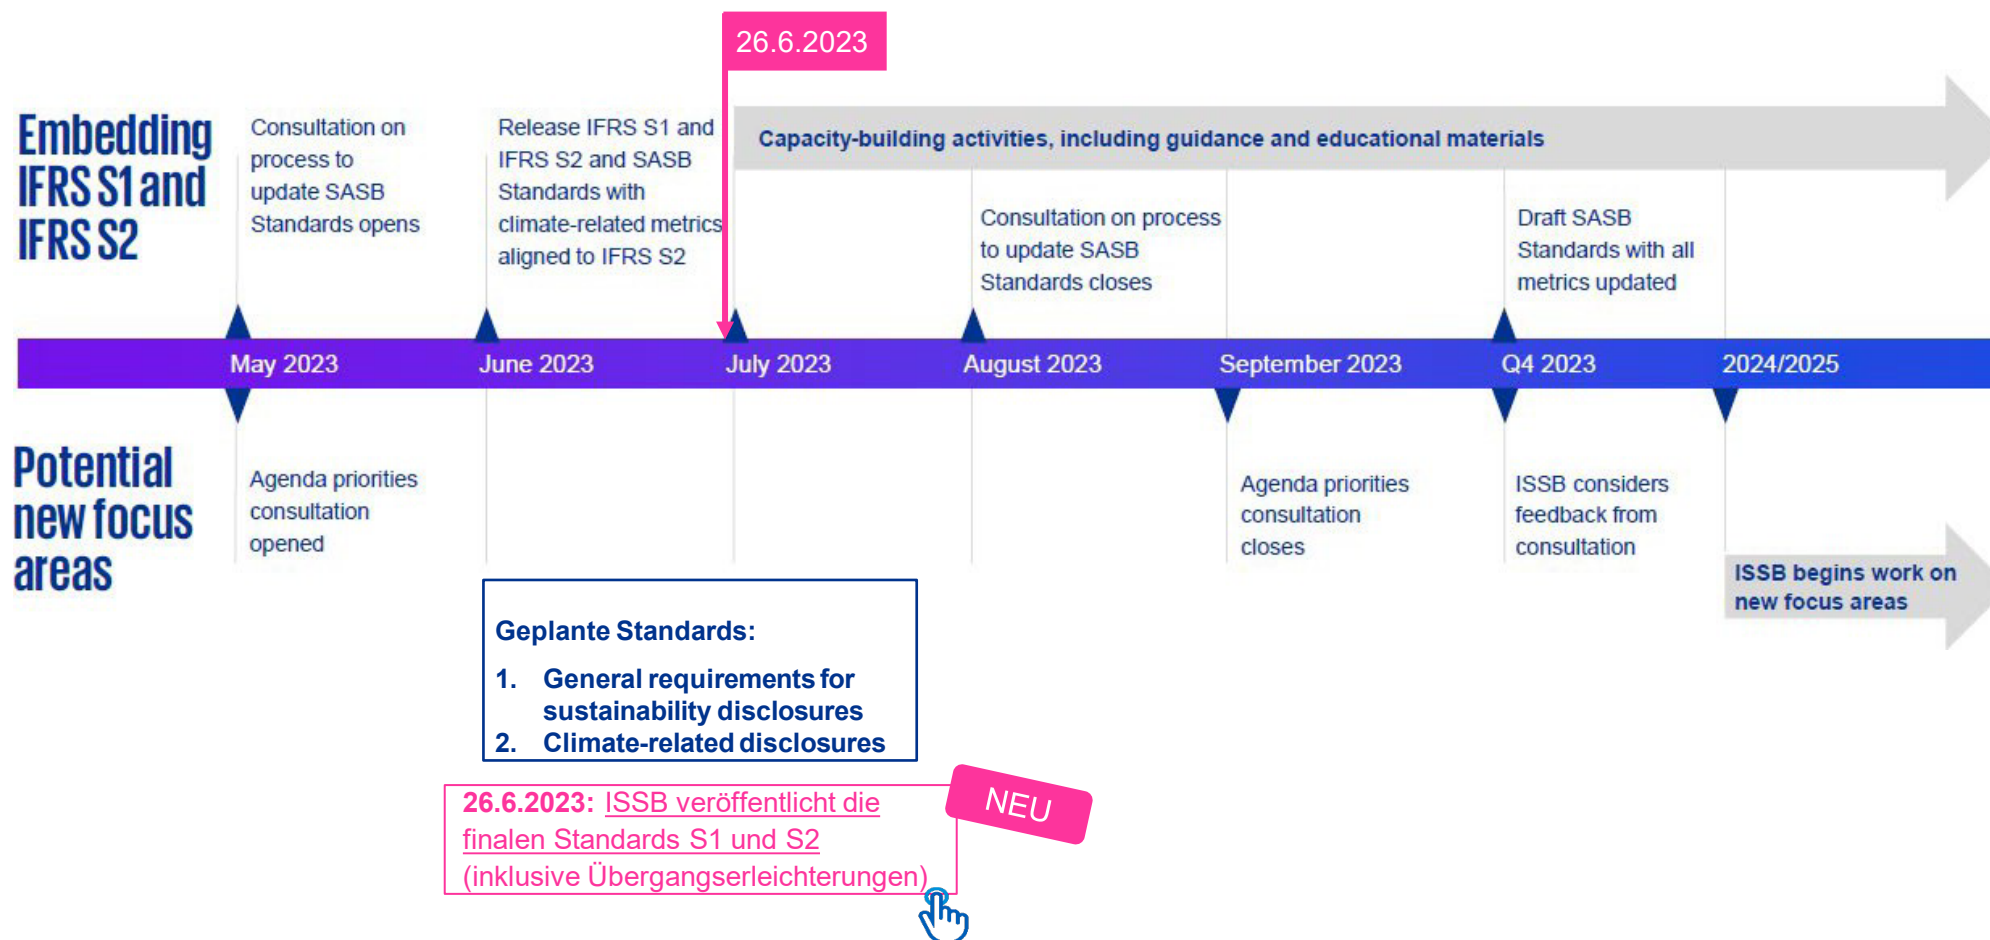 26.6.2023
Embedding
IFRS S1 and
IFRS S2
Consultation on
process to
update SASB
Standards opens
Release IFRS S1 and
IFRS S2 and SASB
Standards with
climate-related metrics
aligned to IFRS S2
Capacity-building activities, including guidance and educational materials
Consultation on process
to update SASB
Standards closes
Draft SASB
Standards with all
metrics updated
May 2023
June 2023
July 2023
August 2023
September 2023
Q4 2023
2024/2025
Potential
new focus
areas
Agenda priorities
consultation
opened
Agenda priorities
consultation
closes
ISSB considers
feedback from
consultation
ISSB begins work on
new focus areas
Geplante Standards:
1. General requirements for
sustainability disclosures
2. Climate-related disclosures
26.6.2023: ISSB veröffentlicht die
finalen Standards S1 und S2
(inklusive Übergangserleichterungen)
NEU